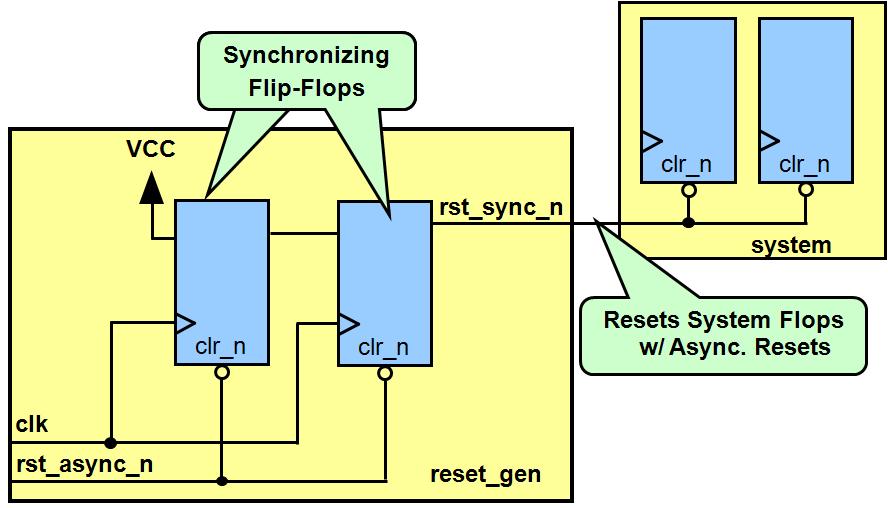 Synchronizing
Flip-Flops
VCC
rst_sync_n
clr_n
clr_n
system
Resets System Flops
w/ Async. Resets
clr_n
clr_n
clk
rst_async_n
reset_gen